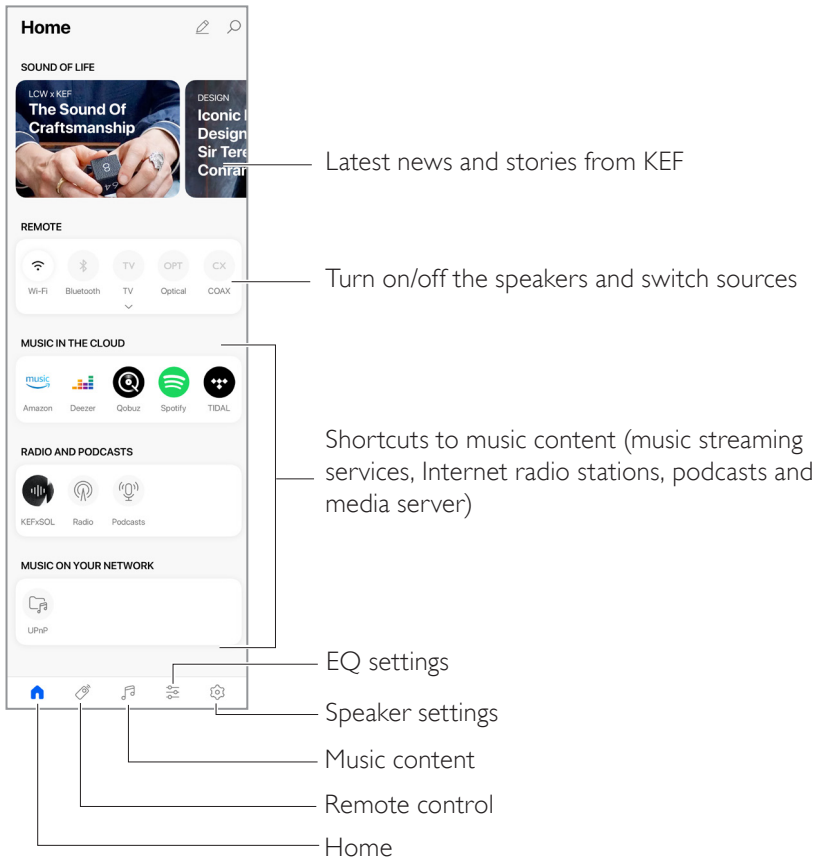 Home
SOUND OF LIFE
LCW x KEF
The Sound Of
Craftsmanship
8
64
DESIGN
Iconic
Design
Sir Tere
Conran
Latest news and stories from KEF
REMOTE
TV
OPT
CX
Wi-Fi Bluetooth TV Optical COAX
Turn on/off the speakers and switch sources
MUSIC IN THE CLOUD
music
Amazon Deezer Qobuz Spotify TIDAL
RADIO AND PODCASTS
KEFxSOL Radio Podcasts
Shortcuts to music content (music streaming
services, Internet radio stations, podcasts and
media server)
MUSIC ON YOUR NETWORK
UPnP
EQ settings
Speaker settings
Music content
Remote control
Home